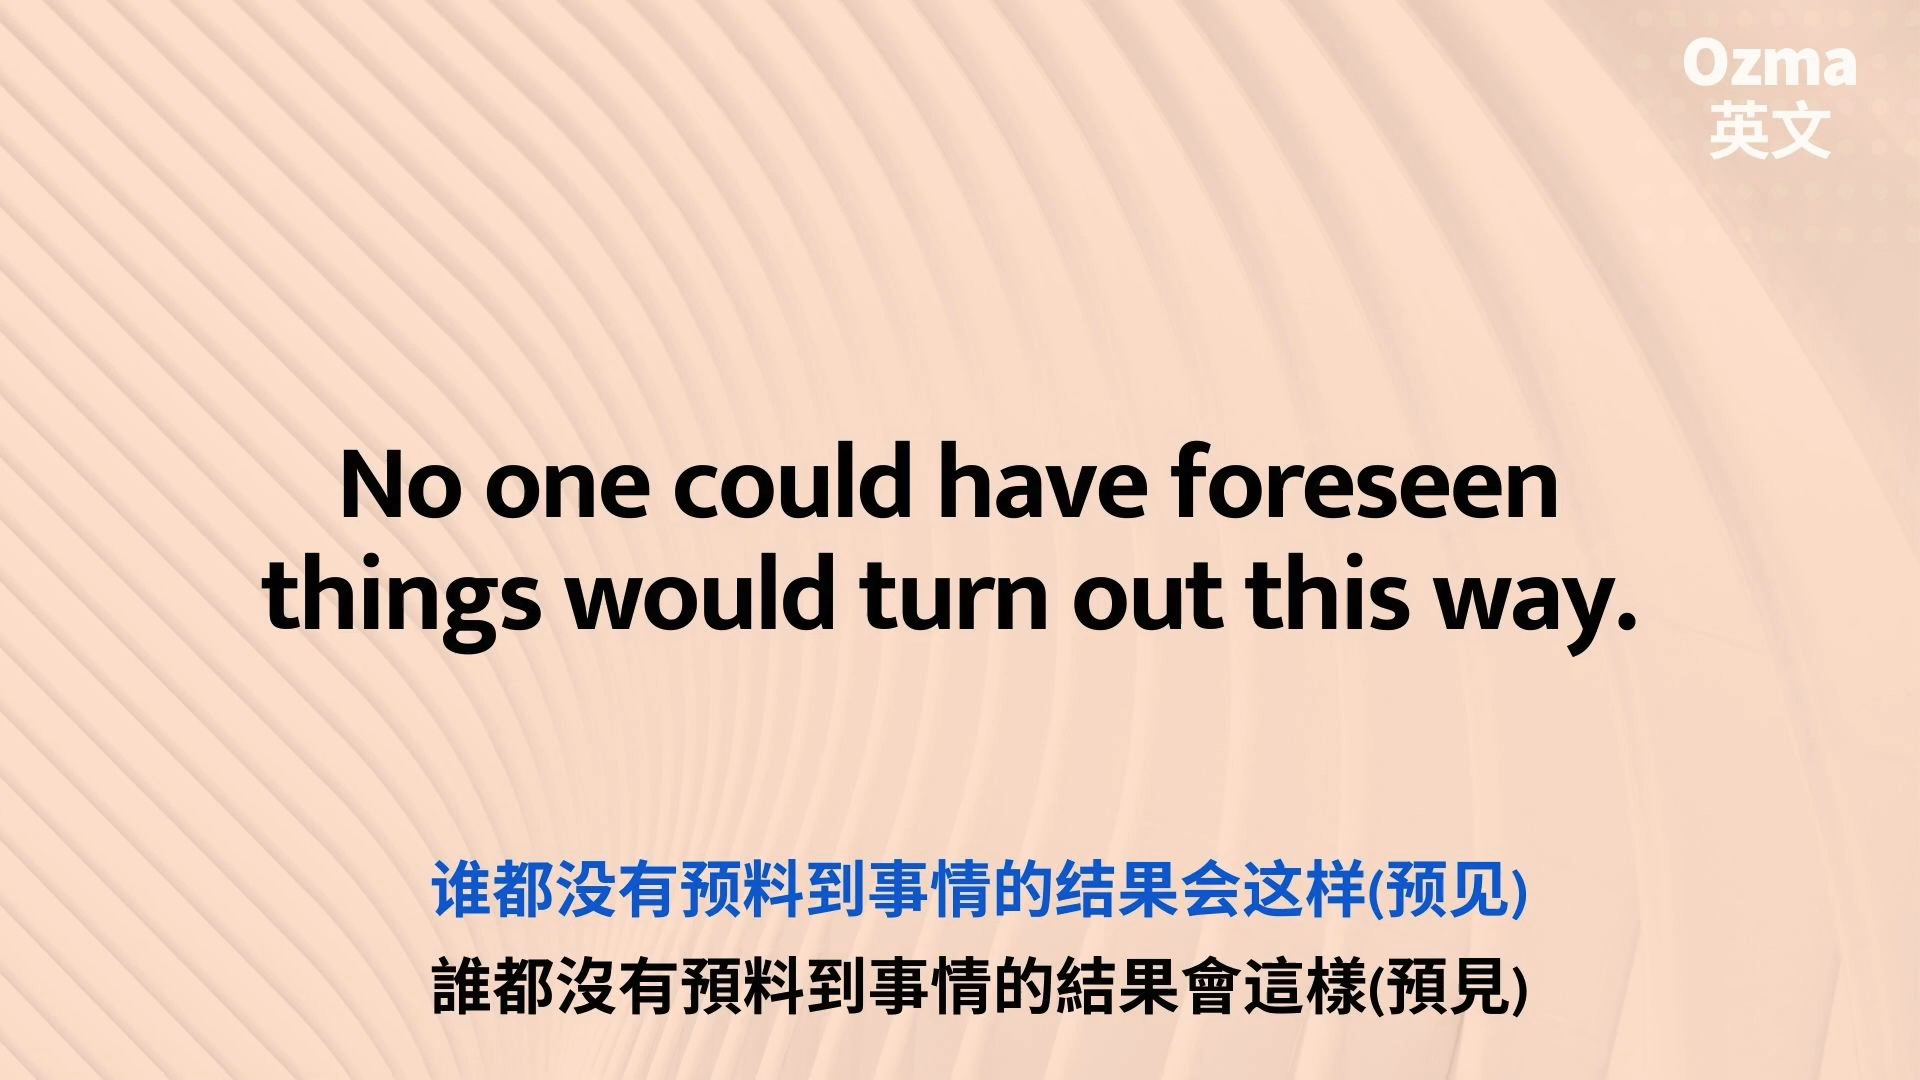 Ozma
英文
No one could have foreseen
things would turn out this way.
谁都没有预料到事情的结果会这样(预见)
誰都沒有預料到事情的結果會這樣(預見)